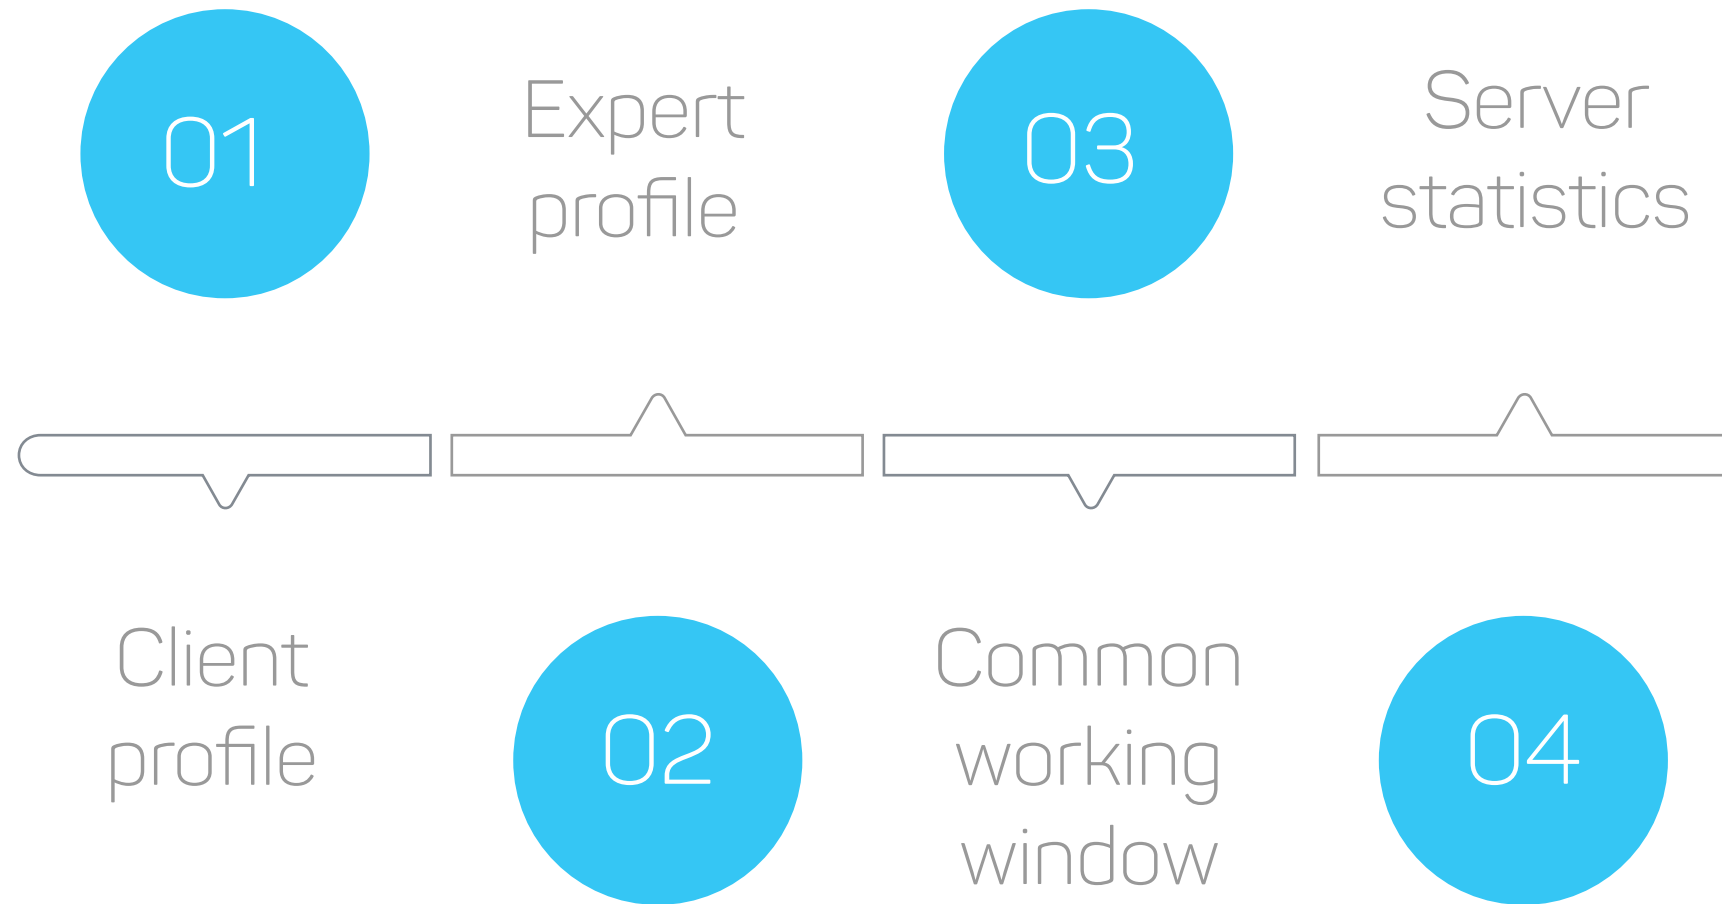 01
Client
profile
Expert
profile
02
03
Common
working
window
Server
statistics
04